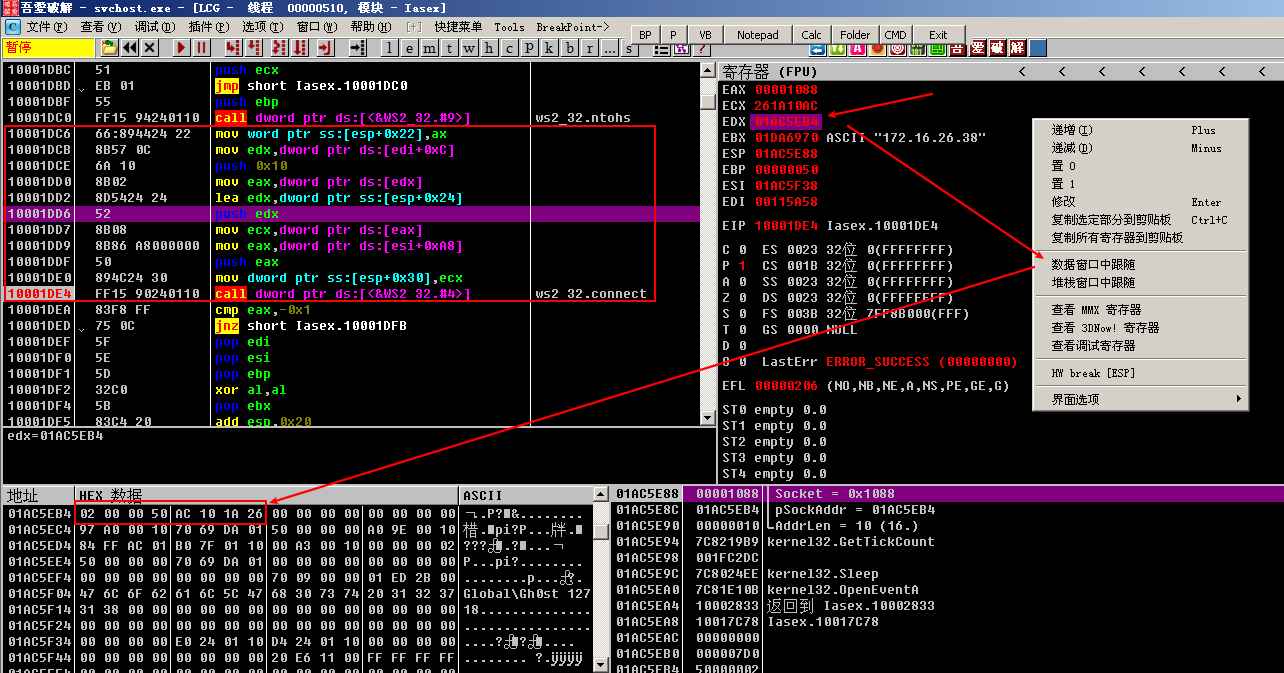 吾爱破解 - svchost.exe - [LCG - 线程 00000510, 模块 - Iasex]
C 文件(F) 查看(V) 调试(D) 插件(P) 选项(T) 窗口(W) 帮助(H) [+] 快捷菜单 Tools BreakPoint->
暂停 l e m t w h c p k b r ... s BP P VB Notepad Calc Folder CMD Exit
吾 爱 破 解
10001DBC 51 push ecx
10001DBD EB 01 jmp short Iasex.10001DC0
10001DBF 55 push ebp
10001DC0 FF15 94240110 call dword ptr ds:[<&WS2_32.#9>] ws2_32.ntohs
10001DC6 66:894424 22 mov word ptr ss:[esp+0x22],ax
10001DCB 8B57 0C mov edx,dword ptr ds:[edi+0xC]
10001DCE 6A 10 push 0x10
10001DD0 8B02 mov eax,dword ptr ds:[edx]
10001DD2 8D5424 24 lea edx,dword ptr ss:[esp+0x24]
10001DD6 52 push edx
10001DD7 8B08 mov ecx,dword ptr ds:[eax]
10001DD9 8B86 A8000000 mov eax,dword ptr ds:[esi+0xA8]
10001DDF 50 push eax
10001DE0 894C24 30 mov dword ptr ss:[esp+0x30],ecx
10001DE4 FF15 90240110 call dword ptr ds:[<&WS2_32.#4>] ws2_32.connect
10001DEA 83F8 FF cmp eax,-0x1
10001DED 75 0C jnz short Iasex.10001DFB
10001DEF 5F pop edi
10001DF0 5E pop esi
10001DF1 5D pop ebp
10001DF2 32C0 xor al,al
10001DF4 5B pop ebx
10001DF5 83C4 20 add esp,0x20
edx=01AC5EB4
寄存器 (FPU) < < < < < < <
EAX 00001088
ECX 261A10AC
EDX 01AC5EB4
EBX 01DA6970 ASCII "172.16.26.38"
ESP 01AC5E88
EBP 00000050
ESI 01AC5F38
EDI 00115A58
EIP 10001DE4 Iasex.10001DE4
C 0 ES 0023 32位 0(FFFFFFFF)
P 1 CS 001B 32位 0(FFFFFFFF)
A 0 SS 0023 32位 0(FFFFFFFF)
Z 0 DS 0023 32位 0(FFFFFFFF)
S 0 FS 003B 32位 7FF8B000(FFF)
T 0 GS 0000 NULL
D 0
O 0 LastErr ERROR_SUCCESS (00000000)
EFL 00000206 (NO,NB,NE,A,NS,PE,GE,G)
ST0 empty 0.0
ST1 empty 0.0
ST2 empty 0.0
ST3 empty 0.0
ST4 empty 0.0
递增(I) Plus
递减(D) Minus
置 0
置 1
修改 Enter
复制选定部分到剪贴板 Ctrl+C
复制所有寄存器到剪贴板
数据窗口中跟随
堆栈窗口中跟随
查看 MMX 寄存器
查看 3DNow! 寄存器
查看调试寄存器
HW break [ESP]
界面选项
地址 HEX 数据 ASCII
01AC5EB4 02 00 00 50 AC 10 1A 26 00 00 00 00 00 00 00 00
01AC5EC4 97 A0 00 10 70 69 DA 01 50 00 00 00 A0 9E 00 10
01AC5ED4 84 FF AC 01 B0 7F 01 10 00 A3 00 10 00 00 00 02
01AC5EE4 50 00 00 00 70 69 DA 01 00 00 00 00 00 00 00 00 P...pi?........
01AC5EF4 00 00 00 00 00 00 00 00 70 09 00 00 01 ED 2B 00
01AC5F04 47 6C 6F 62 61 6C 5C 47 68 30 73 74 20 31 32 37 Global\Gh0st 127
01AC5F14 31 38 00 00 00 00 00 00 00 00 00 00 00 00 00 00 18..............
01AC5F24 00 00 00 00 00 00 00 00 00 00 00 00 00 00 00 00 ................
01AC5F34 00 00 00 00 E0 24 01 10 D4 24 01 10 00 00 00 00
01AC5F44 00 00 00 00 00 00 00 00 20 E6 11 00 FF FF FF FF
01AC5E88 00001088 Socket = 0x1088
01AC5E8C 01AC5EB4 pSockAddr = 01AC5EB4
01AC5E90 00000010 AddrLen = 10 (16.)
01AC5E94 7C8219B9 kernel32.GetTickCount
01AC5E98 001FC2DC
01AC5E9C 7C8024EE kernel32.Sleep
01AC5EA0 7C81E10B kernel32.OpenEventA
01AC5EA4 10002833 返回到 Iasex.10002833
01AC5EA8 10017C78 Iasex.10017C78
01AC5EAC 00000000
01AC5EB0 000007D0
01AC5EB4 50000002